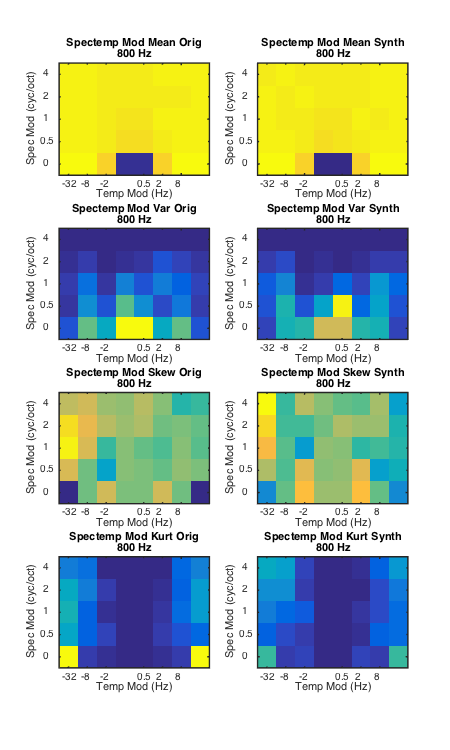 Spectemp Mod Mean Orig
800 Hz
Spec Mod (cyc/oct)
4
2
1
0.5
0
-32 -8 -2 0.5 2 8
Temp Mod (Hz)
Spectemp Mod Mean Synth
800 Hz
Spec Mod (cyc/oct)
4
2
1
0.5
0
-32 -8 -2 0.5 2 8
Temp Mod (Hz)
Spectemp Mod Var Orig
800 Hz
Spec Mod (cyc/oct)
4
2
1
0.5
0
-32 -8 -2 0.5 2 8
Temp Mod (Hz)
Spectemp Mod Var Synth
800 Hz
Spec Mod (cyc/oct)
4
2
1
0.5
0
-32 -8 -2 0.5 2 8
Temp Mod (Hz)
Spectemp Mod Skew Orig
800 Hz
Spec Mod (cyc/oct)
4
2
1
0.5
0
-32 -8 -2 0.5 2 8
Temp Mod (Hz)
Spectemp Mod Skew Synth
800 Hz
Spec Mod (cyc/oct)
4
2
1
0.5
0
-32 -8 -2 0.5 2 8
Temp Mod (Hz)
Spectemp Mod Kurt Orig
800 Hz
Spec Mod (cyc/oct)
4
2
1
0.5
0
-32 -8 -2 0.5 2 8
Temp Mod (Hz)
Spectemp Mod Kurt Synth
800 Hz
Spec Mod (cyc/oct)
4
2
1
0.5
0
-32 -8 -2 0.5 2 8
Temp Mod (Hz)